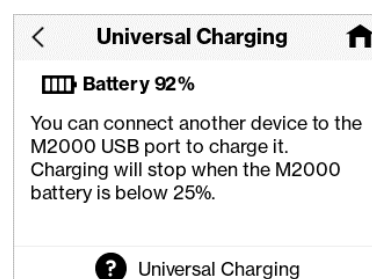 Universal Charging
Battery 92%
You can connect another device to the
M2000 USB port to charge it.
Charging will stop when the M2000
battery is below 25%.
? Universal Charging